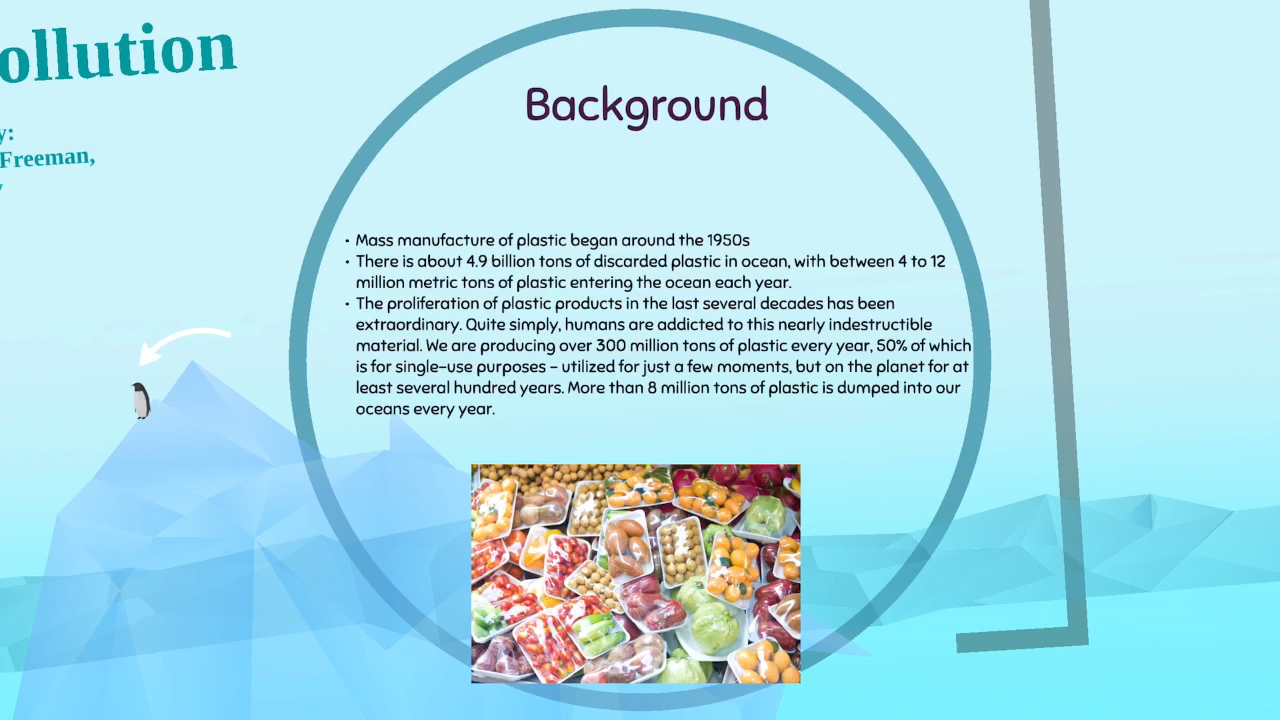 ollution
y:
Freeman,
Background
• Mass manufacture of plastic began around the 1950s
• There is about 4.9 billion tons of discarded plastic in ocean, with between 4 to 12
million metric tons of plastic entering the ocean each year.
• The proliferation of plastic products in the last several decades has been
extraordinary. Quite simply, humans are addicted to this nearly indestructible
material. We are producing over 300 million tons of plastic every year, 50% of which
is for single-use purposes – utilized for just a few moments, but on the planet for at
least several hundred years. More than 8 million tons of plastic is dumped into our
oceans every year.